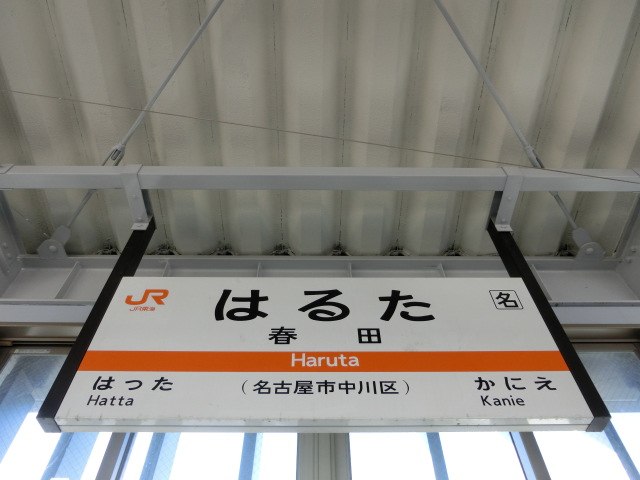 JR
JR東海
はるた
名
春田
Haruta
はった
Hatta
(名古屋市中川区)
かにえ
Kanie